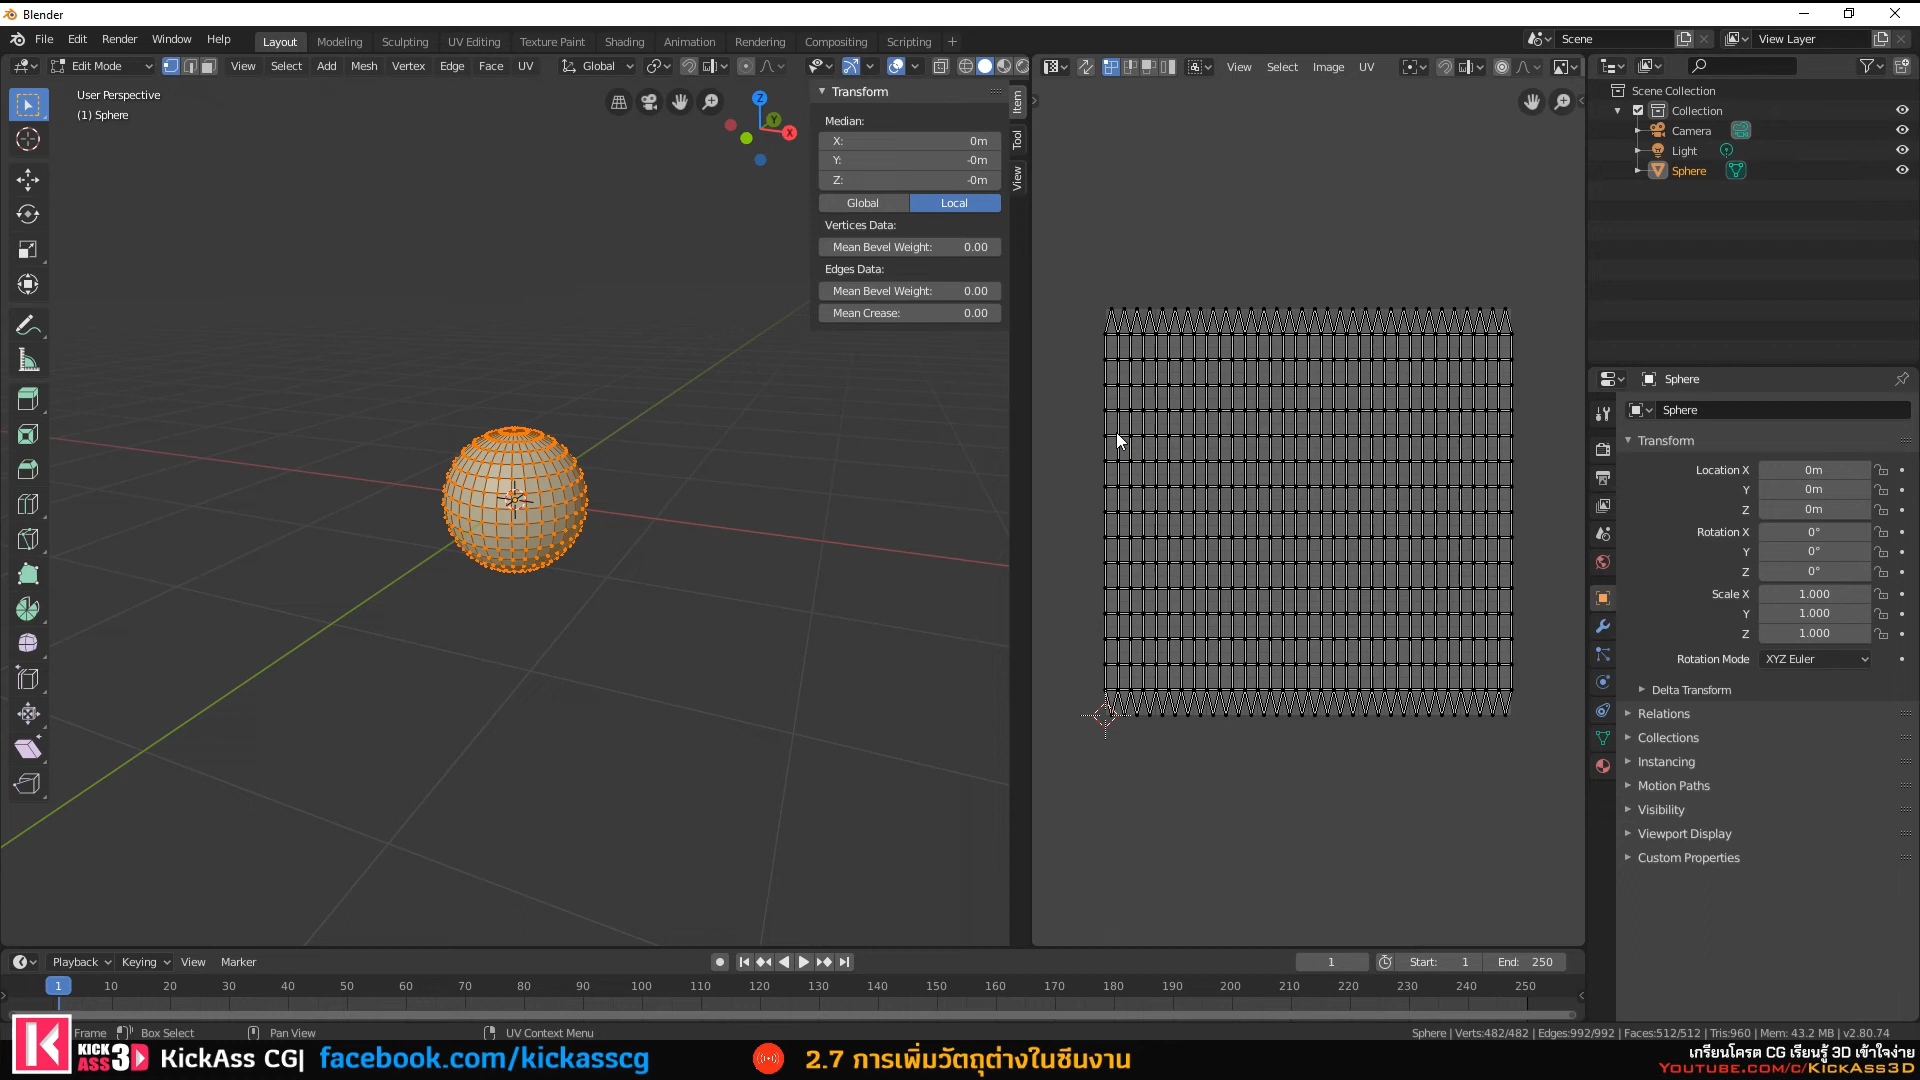 Blender
File Edit Render Window Help
Layout Modeling Sculpting UV Editing Texture Paint Shading Animation Rendering Compositing Scripting +
Scene
View Layer
Edit Mode View Select Add Mesh Vertex Edge Face UV Global
View Select Image UV
User Perspective
(1) Sphere
Z
Y
X
Transform
Median:
X: 0m
Y: -0m
Z: -0m
Global Local
Vertices Data:
Mean Bevel Weight: 0.00
Edges Data:
Mean Bevel Weight: 0.00
Mean Crease: 0.00
Item
Tool
View
Scene Collection
Collection
Camera
Light
Sphere
Sphere
Sphere
Transform
Location X 0m
Y 0m
Z 0m
Rotation X 0°
Y 0°
Z 0°
Scale X 1.000
Y 1.000
Z 1.000
Rotation Mode XYZ Euler
Delta Transform
Relations
Collections
Instancing
Motion Paths
Visibility
Viewport Display
Custom Properties
Playback Keying View Marker
1 Start: 1 End: 250
1 10 20 30 40 50 60 70 80 90 100 110 120 130 140 150 160 170 180 190 200 210 220 230 240 250
Frame Box Select Pan View UV Context Menu
Sphere | Verts:482/482 | Edges:992/992 | Faces:512/512 | Tris:960 | Mem: 43.2 MB | v2.80.74
KICK ASS 3D KickAss CG| facebook.com/kickasscg
2.7 การเพิ่มวัตถุต่างในซีนงาน
เกรียนโครต CG เรียนรู้ 3D เข้าใจง่าย
YouTube.com/c/KickAss3D